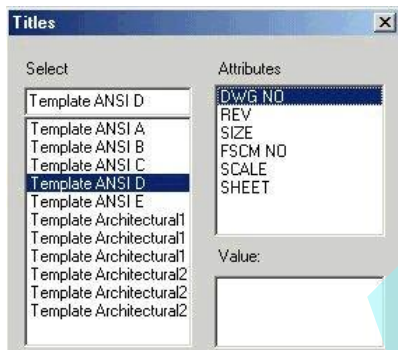 Titles
Select
Template ANSI D
Template ANSI A
Template ANSI B
Template ANSI C
Template ANSI D
Template ANSI E
Template Architectural1
Template Architectural1
Template Architectural1
Template Architectural2
Template Architectural2
Template Architectural2
Attributes
DWG NO
REV
SIZE
FSCM NO
SCALE
SHEET
Value: